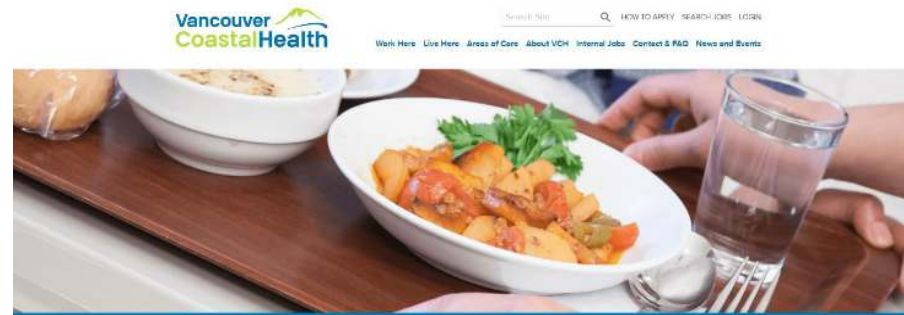 Vancouver
CoastalHealth
Search Site
HOW TO APPLY SEARCH JOBS LOGIN
Work Here Live Here Areas of Care About VCH Internal Jobs Contact & FAQ News and Events